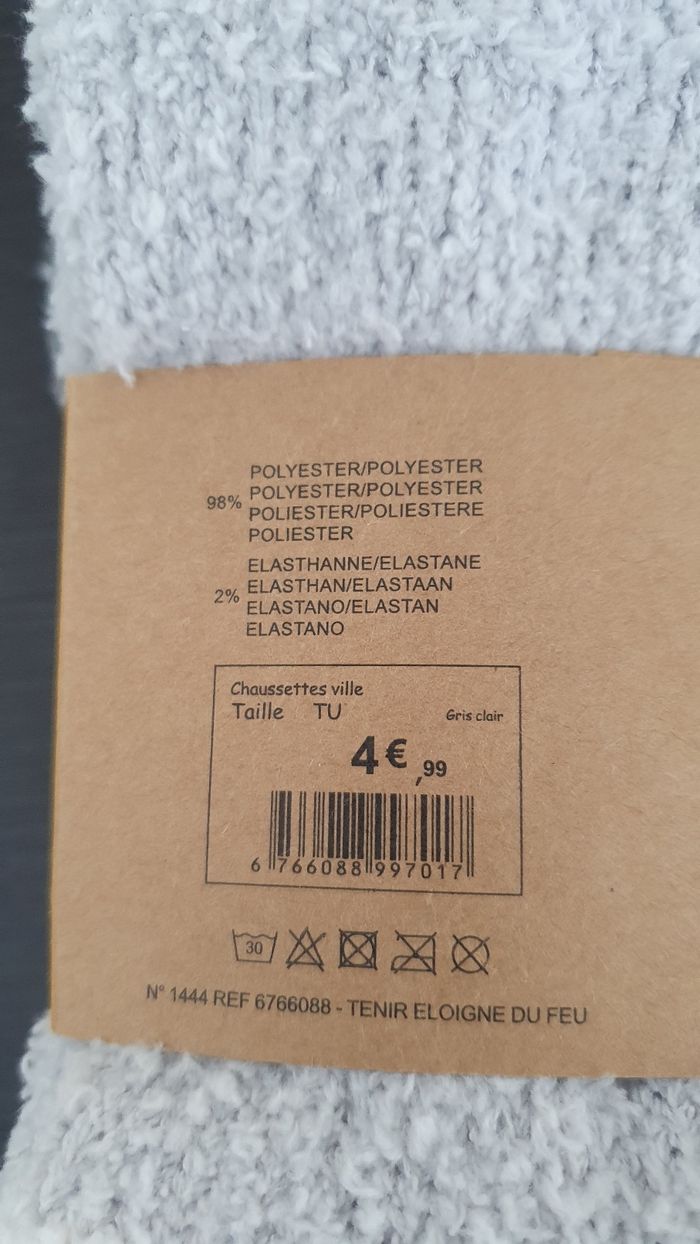 98%
POLYESTER/POLYESTER
POLYESTER/POLYESTER
POLIESTER/POLIESTERE
POLIESTER
2%
ELASTHANNE/ELASTANE
ELASTHAN/ELASTAAN
ELASTANO/ELASTAN
ELASTANO
Chaussettes ville
Taille TU Gris clair
4€,99
6 766088 997017
30
N° 1444 REF 6766088 - TENIR ELOIGNE DU FEU